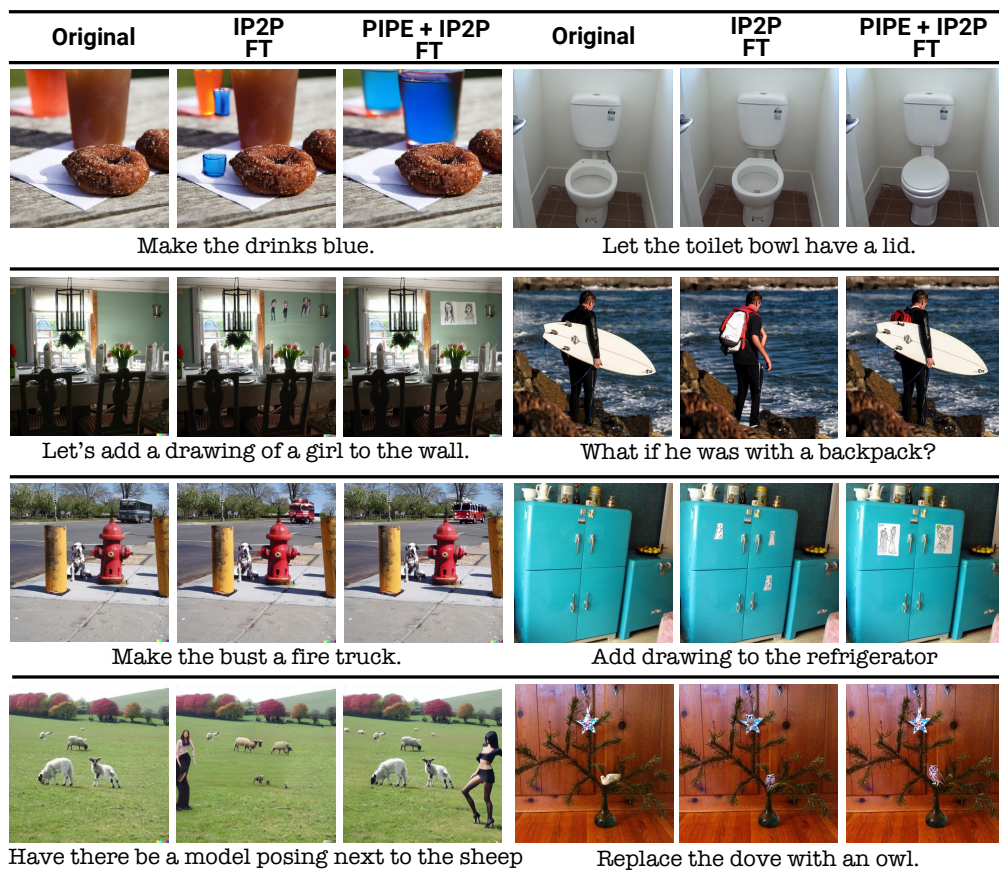 Original
IP2P
FT
PIPE + IP2P
FT
Original
IP2P
FT
PIPE + IP2P
FT
Make the drinks blue.
Let the toilet bowl have a lid.
Let's add a drawing of a girl to the wall.
What if he was with a backpack?
Make the bust a fire truck.
Add drawing to the refrigerator
Have there be a model posing next to the sheep
Replace the dove with an owl.